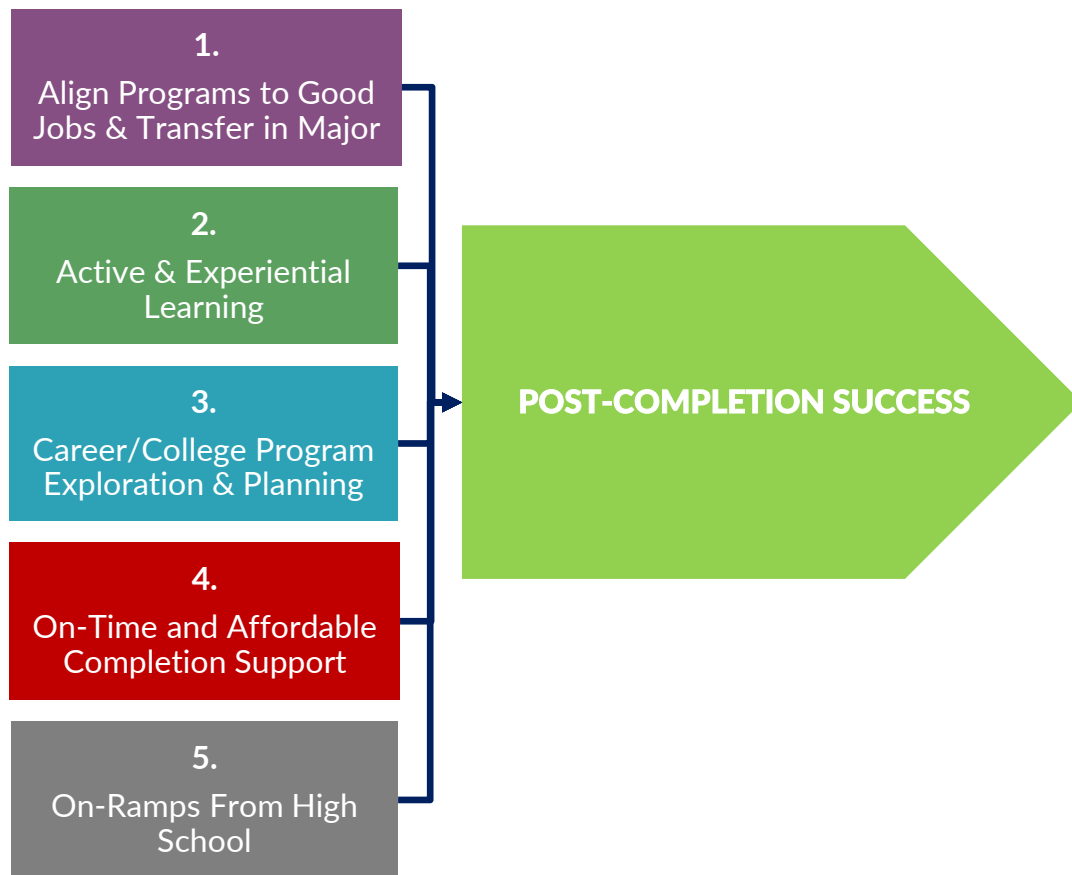 1.
Align Programs to Good
Jobs & Transfer in Major
2.
Active & Experiential
Learning
3.
Career/College Program
Exploration & Planning
4.
On-Time and Affordable
Completion Support
5.
On-Ramps From High
School
POST-COMPLETION SUCCESS